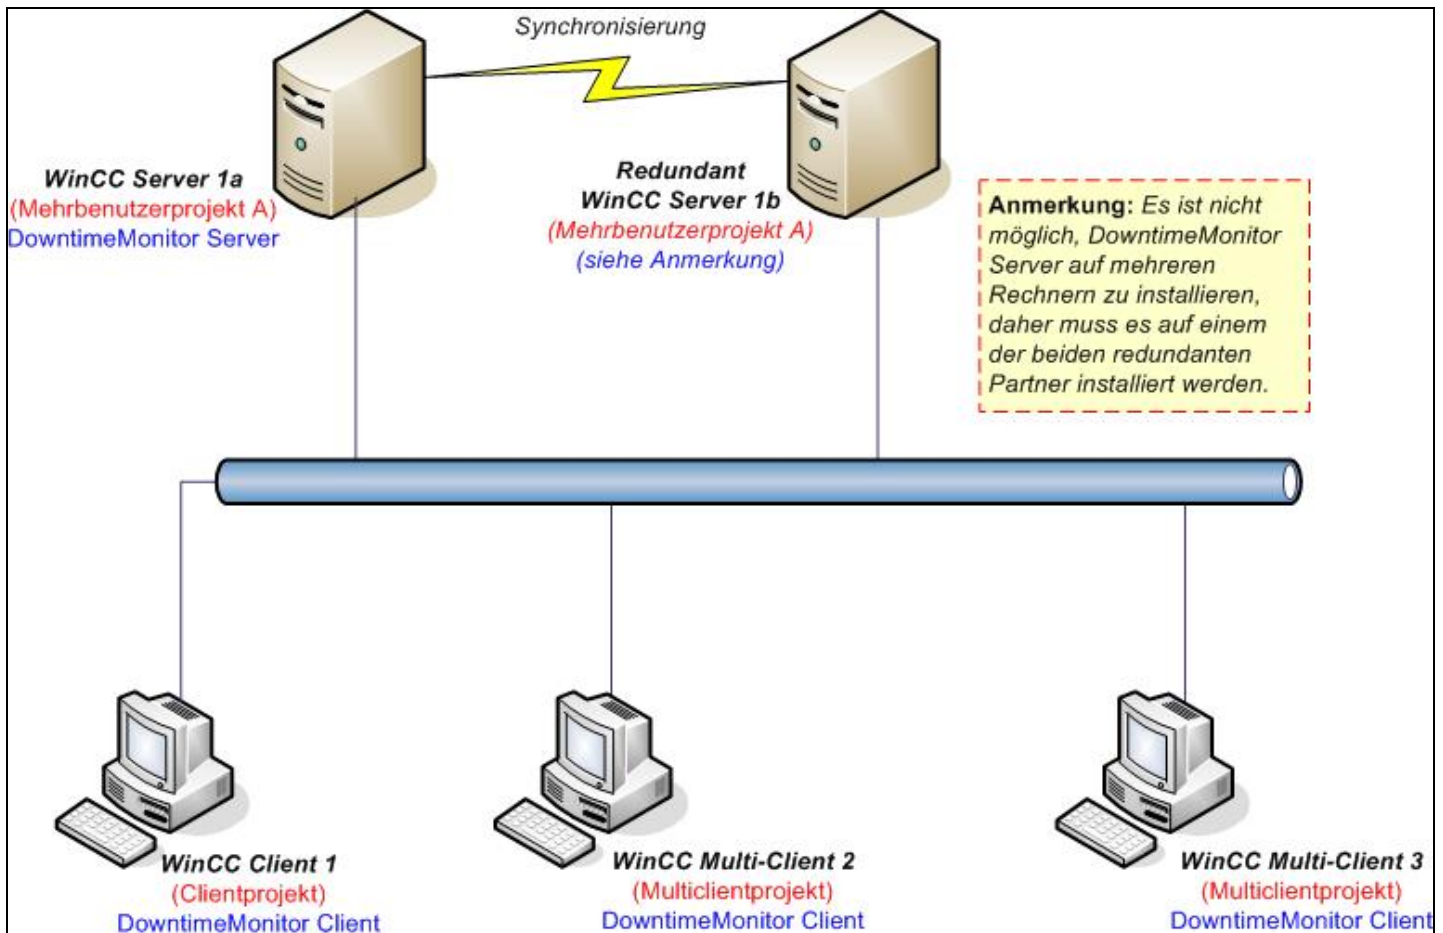 Synchronisierung
WinCC Server 1a
(Mehrbenutzerprojekt A)
DowntimeMonitor Server
Redundant
WinCC Server 1b
(Mehrbenutzerprojekt A)
(siehe Anmerkung)
Anmerkung: Es ist nicht
möglich, DowntimeMonitor
Server auf mehreren
Rechnern zu installieren,
daher muss es auf einem
der beiden redundanten
Partner installiert werden.
WinCC Client 1
(Clientprojekt)
DowntimeMonitor Client
WinCC Multi-Client 2
(Multiclientprojekt)
DowntimeMonitor Client
WinCC Multi-Client 3
(Multiclientprojekt)
DowntimeMonitor Client